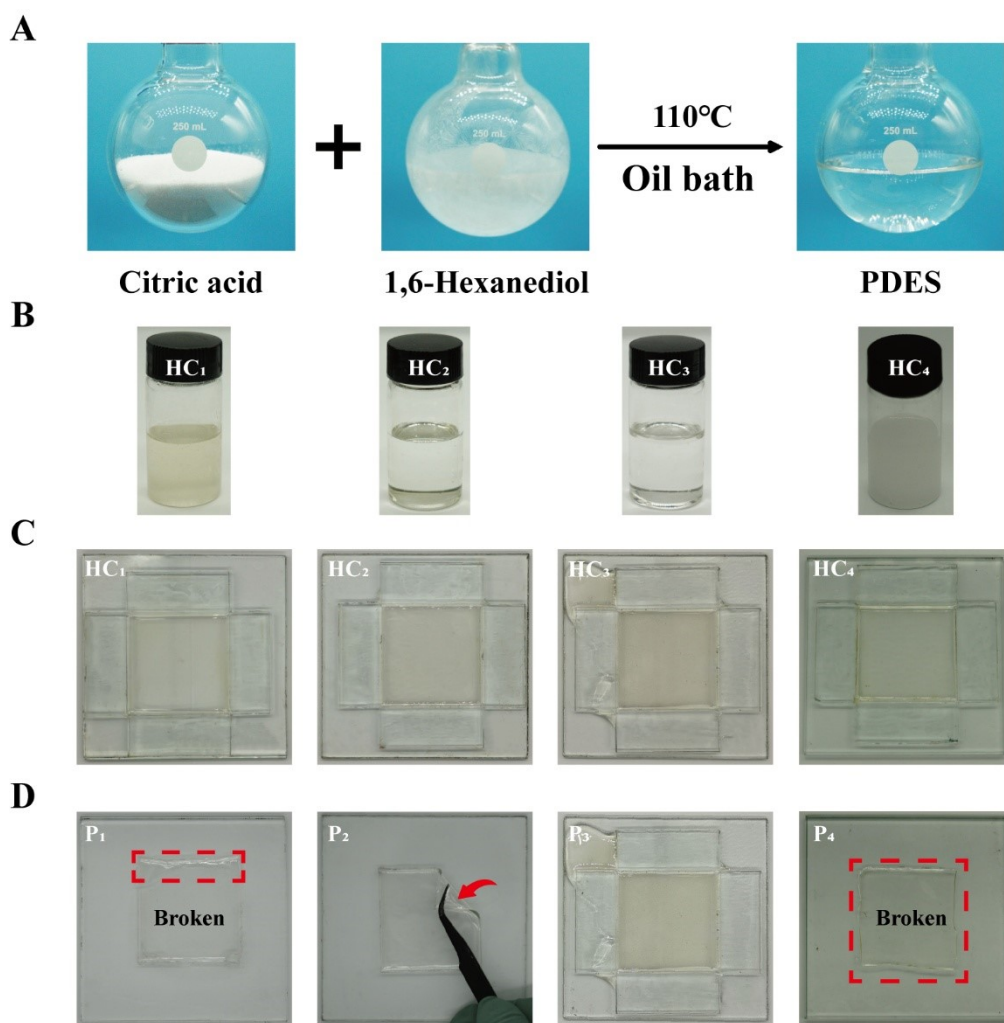 A
250 mL
+
250 mL
110℃
Oil bath
250 mL
Citric acid
1,6-Hexanediol
PDES
B
HC₁
HC₂
HC₃
HC₄
C
HC₁
HC₂
HC₃
HC₄
D
P₁
P₂
P₃
P₄
Broken
Broken